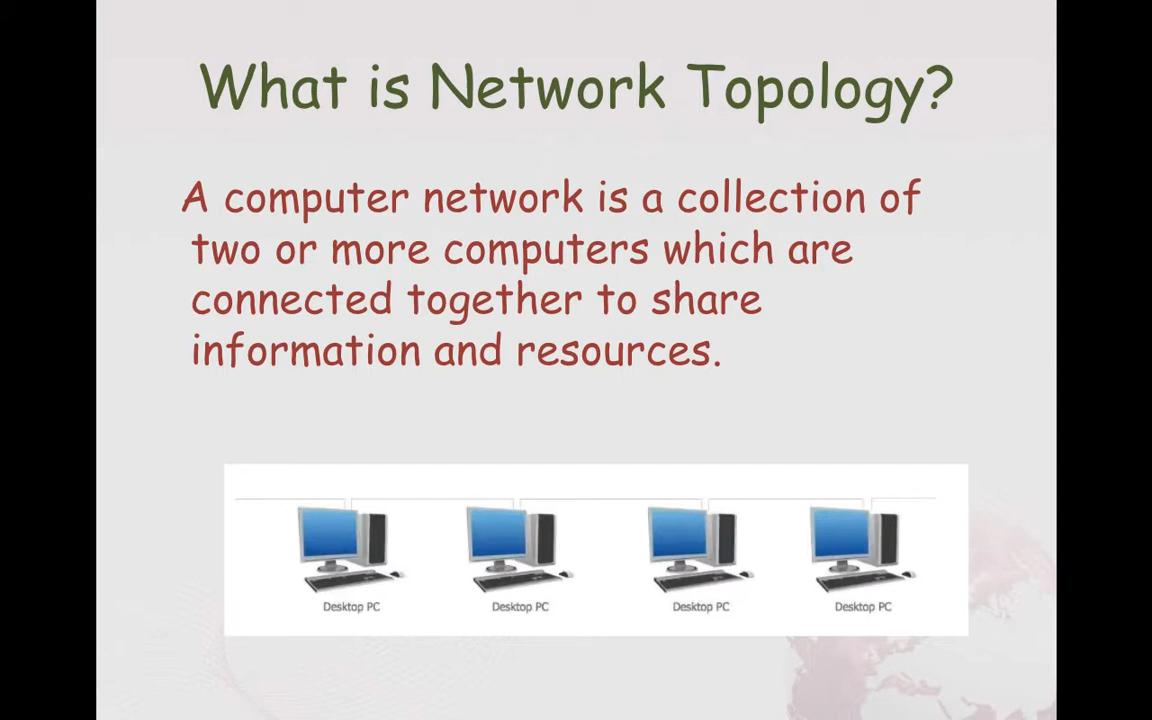 What is Network Topology?
A computer network is a collection of
two or more computers which are
connected together to share
information and resources.
Desktop PC Desktop PC Desktop PC Desktop PC